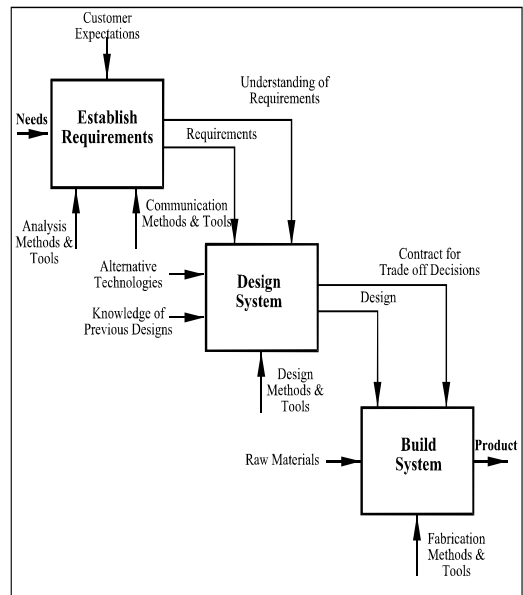 Customer
Expectations
Understanding of
Requirements
Needs
Establish
Requirements
Requirements
Communication
Methods & Tools
Analysis
Methods &
Tools
Alternative
Technologies
Design
System
Contract for
Trade off Decisions
Design
Knowledge of
Previous Designs
Design
Methods &
Tools
Build
System
Product
Raw Materials
Fabrication
Methods &
Tools